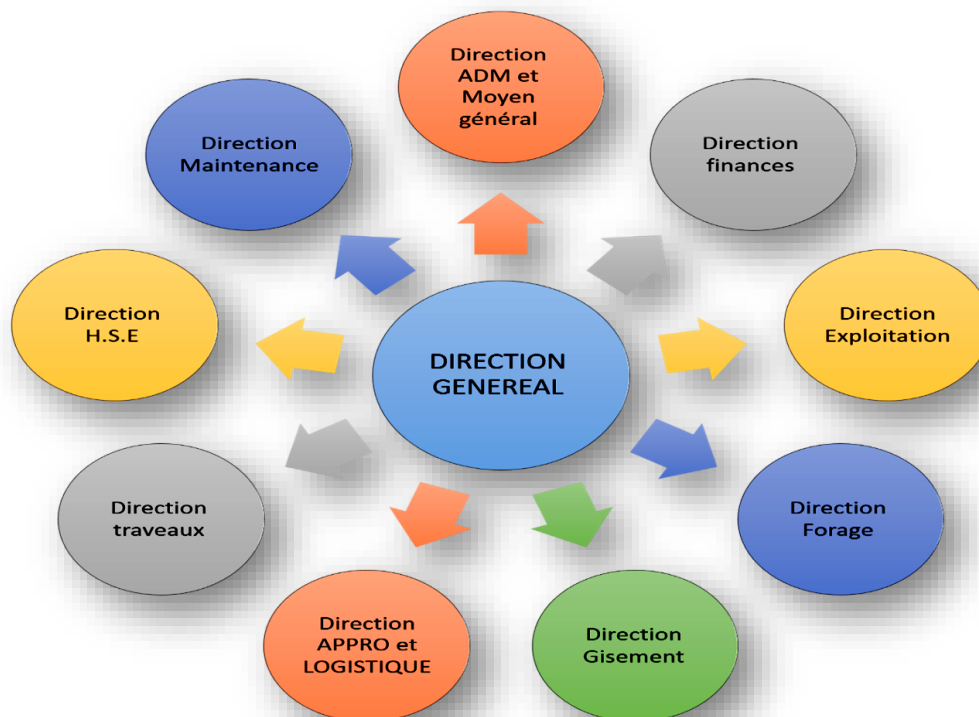 Direction
ADM et
Moyen
général
Direction
finances
Direction
Exploitation
Direction
Forage
Direction
Gisement
Direction
APPRO et
LOGISTIQUE
Direction
traveaux
Direction
H.S.E
Direction
Maintenance
DIRECTION
GENEREAL